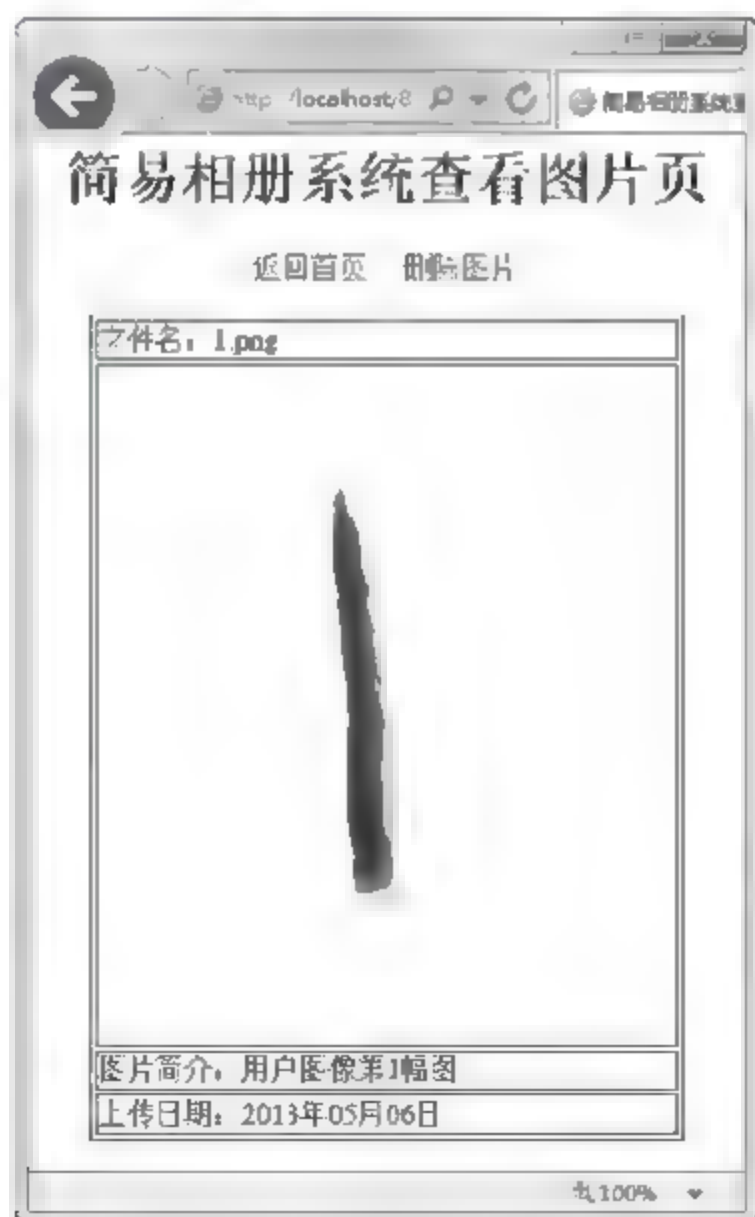 http://localhost/8
简易相册系统查看图片页
返回首页 删除图片
文件名：1.png
图片简介：用户图像第1幅图
上传日期：2013年05月06日
100%